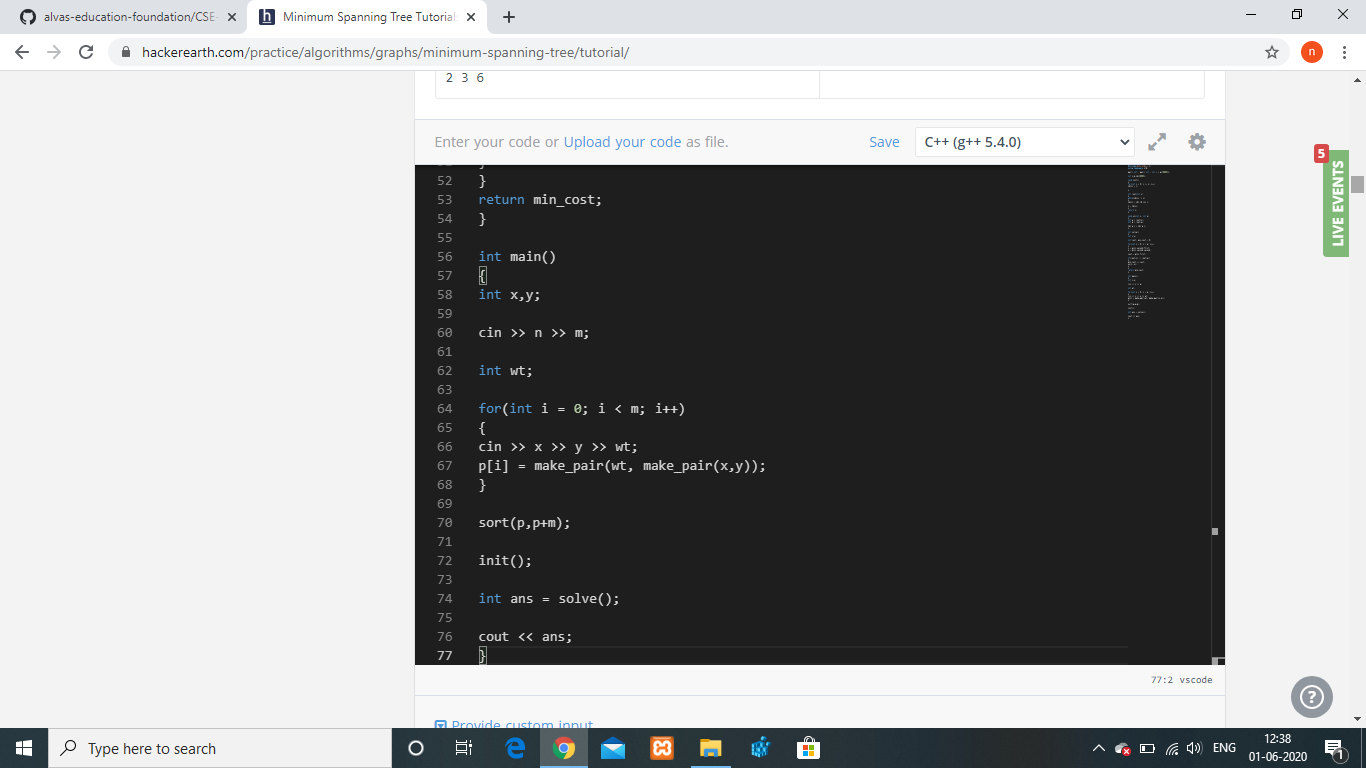 alvas-education-foundation/CSE-
Minimum Spanning Tree Tutorial
hackerearth.com/practice/algorithms/graphs/minimum-spanning-tree/tutorial/
n
2 3 6
Enter your code or Upload your code as file.
Save
C++ (g++ 5.4.0)
5
LIVE EVENTS
52 }
53 return min_cost;
54 }
55
56 int main()
57 {
58 int x,y;
59
60 cin >> n >> m;
61
62 int wt;
63
64 for(int i = 0; i < m; i++)
65 {
66 cin >> x >> y >> wt;
67 p[i] = make_pair(wt, make_pair(x,y));
68 }
69
70 sort(p,p+m);
71
72 init();
73
74 int ans = solve();
75
76 cout << ans;
77 }
77:2 vscode
Provide custom input
Type here to search
ENG
12:38
01-06-2020
1